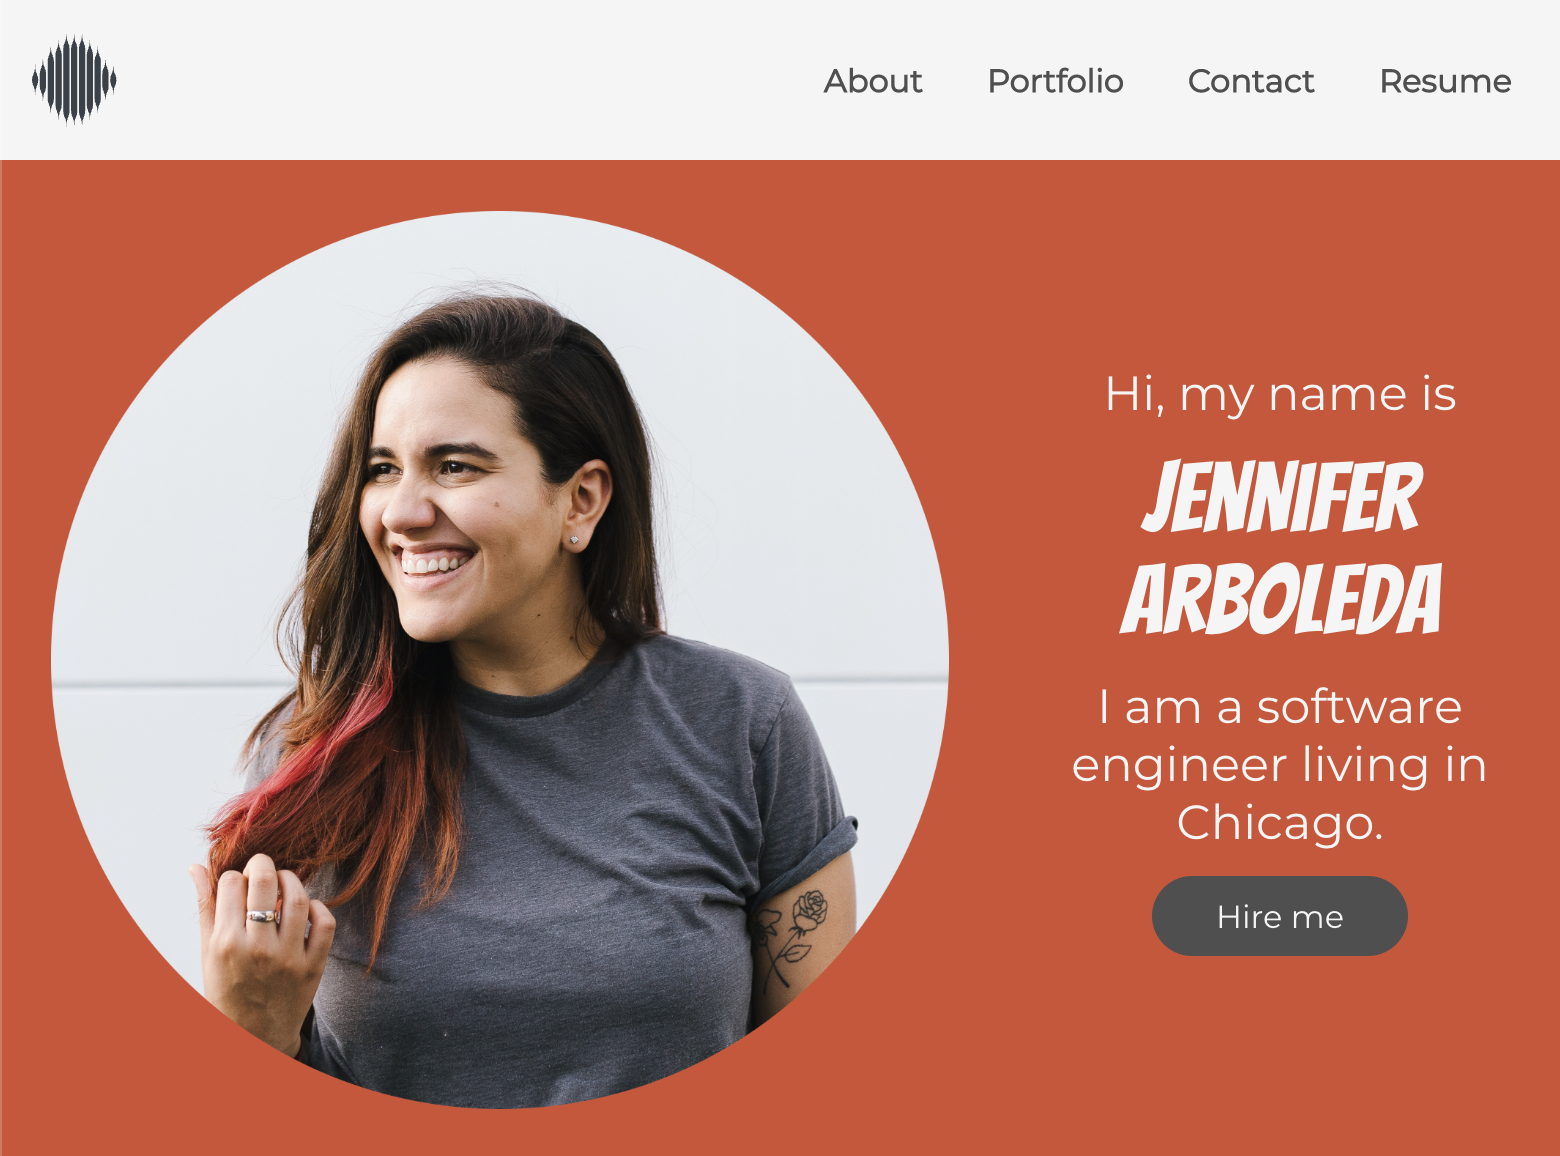 About Portfolio Contact Resume
Hi, my name is
JENNIFER
ARBOLEDA
I am a software
engineer living in
Chicago.
Hire me